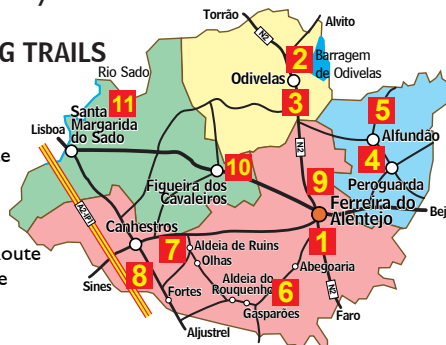 Torrão
Alvito
N2
G TRAILS
2
Barragem
de Odivelas
Rio Sado
Odivelas
11
3
5
Santa
Margarida
do Sado
Lisboa
Alfundão
N2
4
10
9
Peroguarda
Figueira dos
Cavaleiros
Ferreira do
Alentejo
A2-IP1
Canhestros
Bej
1
oute
7
Aldeia de Ruins
Olhas
Abegoaria
8
Aldeia do
Rouquenho
6
N2
Sines
Fortes
Gasparões
Faro
Aljustrel